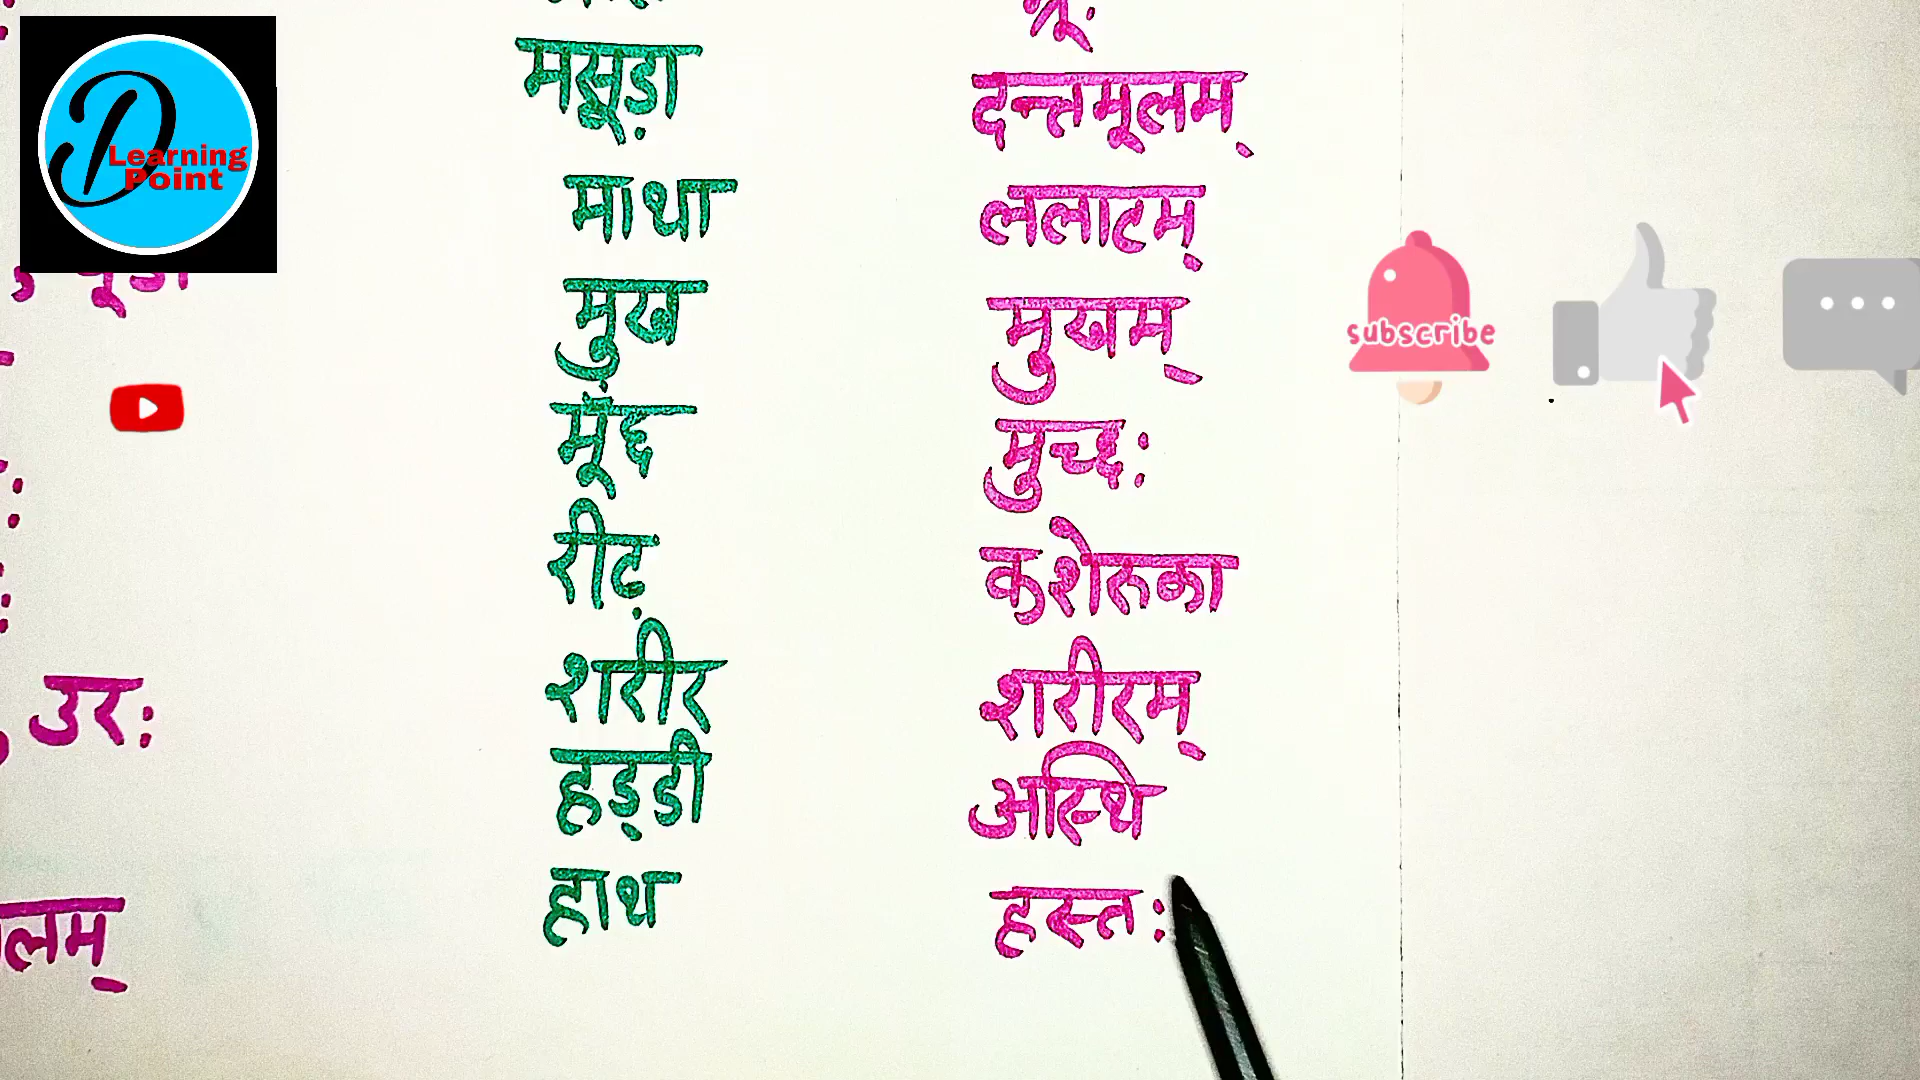 Learning
Point
मसूड़ा दन्तमूलम्
माथा ललाटम्
मुख मुखम्
subscribe
मूँछ मुच्छः
रीढ़ कशेरुका
शरीर शरीरम्
उरः
हड्डी अस्थि
हाथ हस्तः